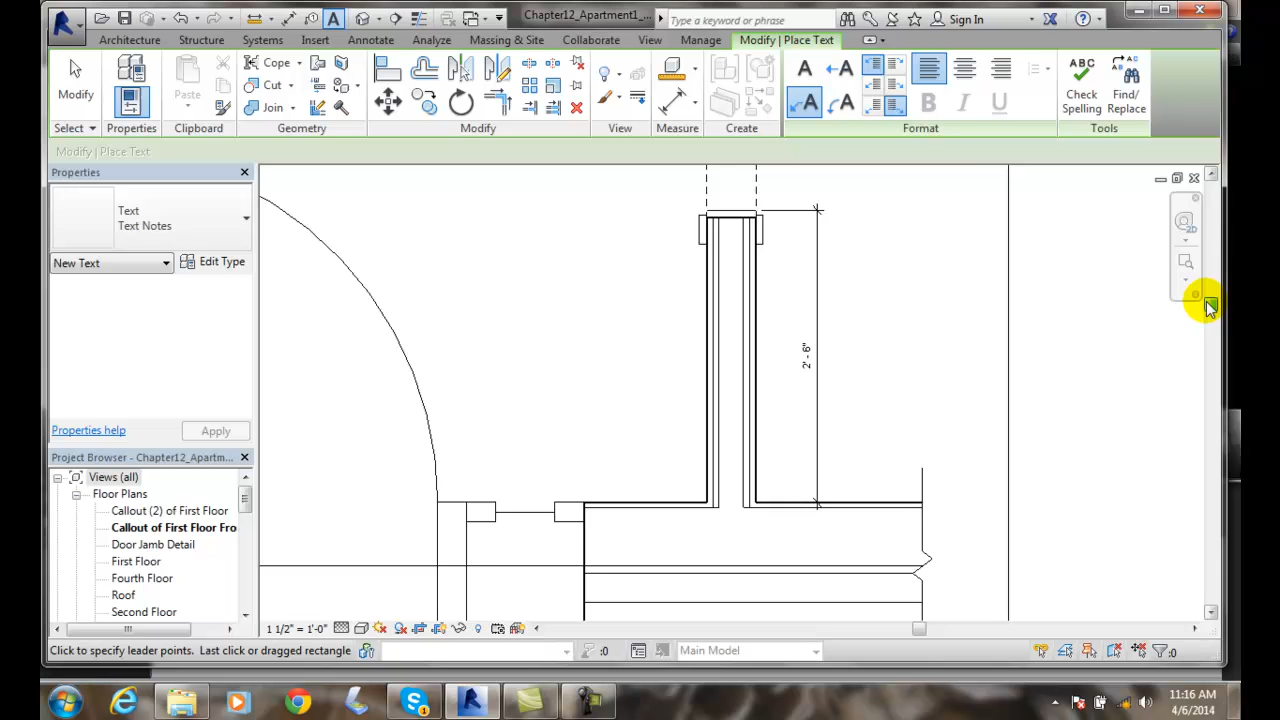 Chapter12_Apartment1_...
Type a keyword or phrase
Sign In
Architecture
Structure
Systems
Insert
Annotate
Analyze
Massing & Site
Collaborate
View
Manage
Modify | Place Text
Modify
Paste
Cope
Cut
Join
Check
Spelling
Find/
Replace
Select
Properties
Clipboard
Geometry
Modify
View
Measure
Create
Format
Tools
Modify | Place Text
Properties
Text
Text Notes
New Text
Edit Type
Properties help
Apply
Project Browser - Chapter12_Apartm...
Views (all)
Floor Plans
Callout (2) of First Floor
Callout of First Floor Fro
Door Jamb Detail
First Floor
Fourth Floor
Roof
Second Floor
2' - 6"
2D
1 1/2" = 1'-0"
Click to specify leader points. Last click or dragged rectangle
:0
Main Model
:0
11:16 AM
4/6/2014